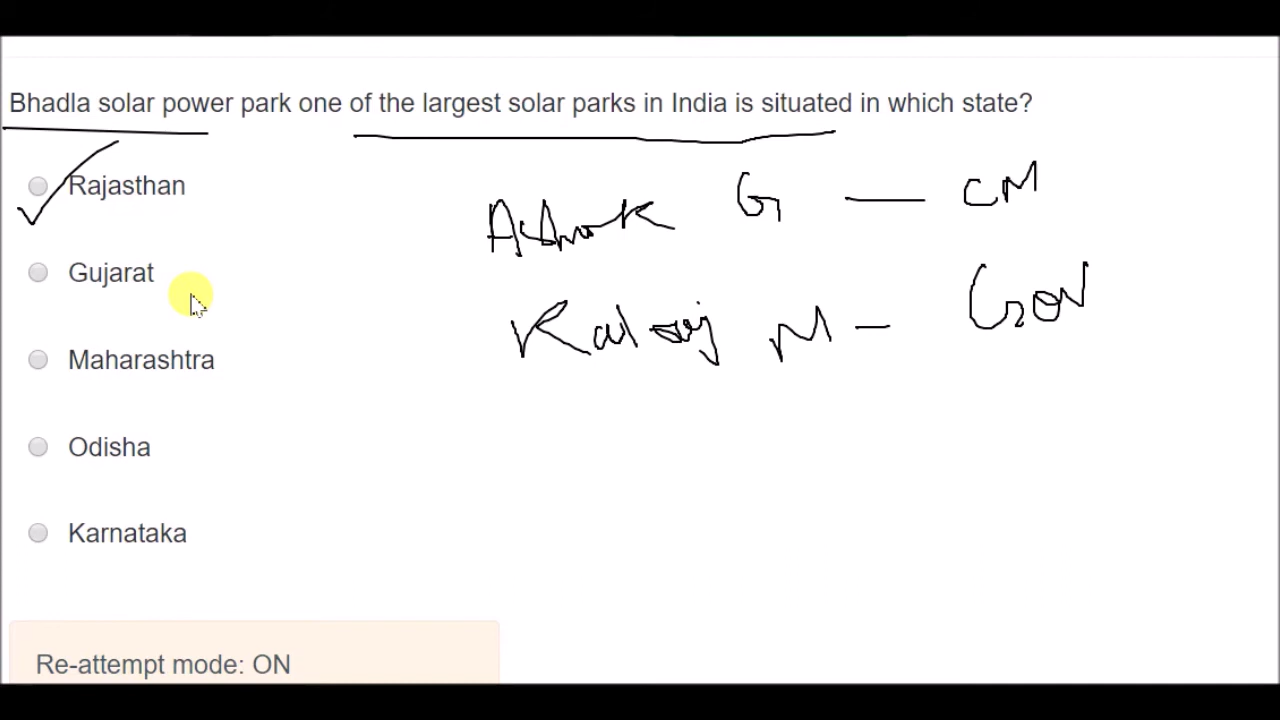 Bhadla solar power park one of the largest solar parks in India is situated in which state?
Rajasthan
Ashok G — CM
Gujarat
Kalraj M — Gov
Maharashtra
Odisha
Karnataka
Re-attempt mode: ON